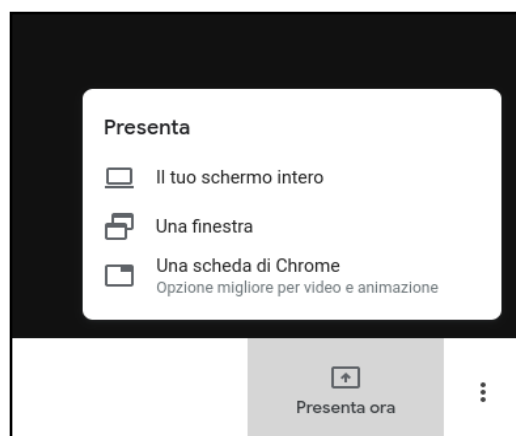 Presenta
Il tuo schermo intero
Una finestra
Una scheda di Chrome
Opzione migliore per video e animazione
Presenta ora